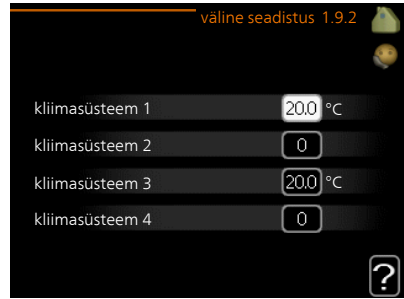 väline seadistus 1.9.2
kliimasüsteem 1 20.0 °C
kliimasüsteem 2 0
kliimasüsteem 3 20.0 °C
kliimasüsteem 4 0
?